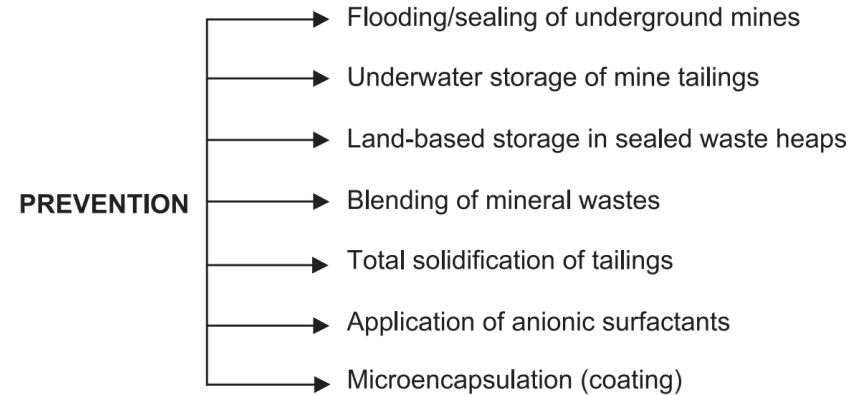 Flooding/sealing of underground mines
Underwater storage of mine tailings
Land-based storage in sealed waste heaps
PREVENTION
Blending of mineral wastes
Total solidification of tailings
Application of anionic surfactants
Microencapsulation (coating)